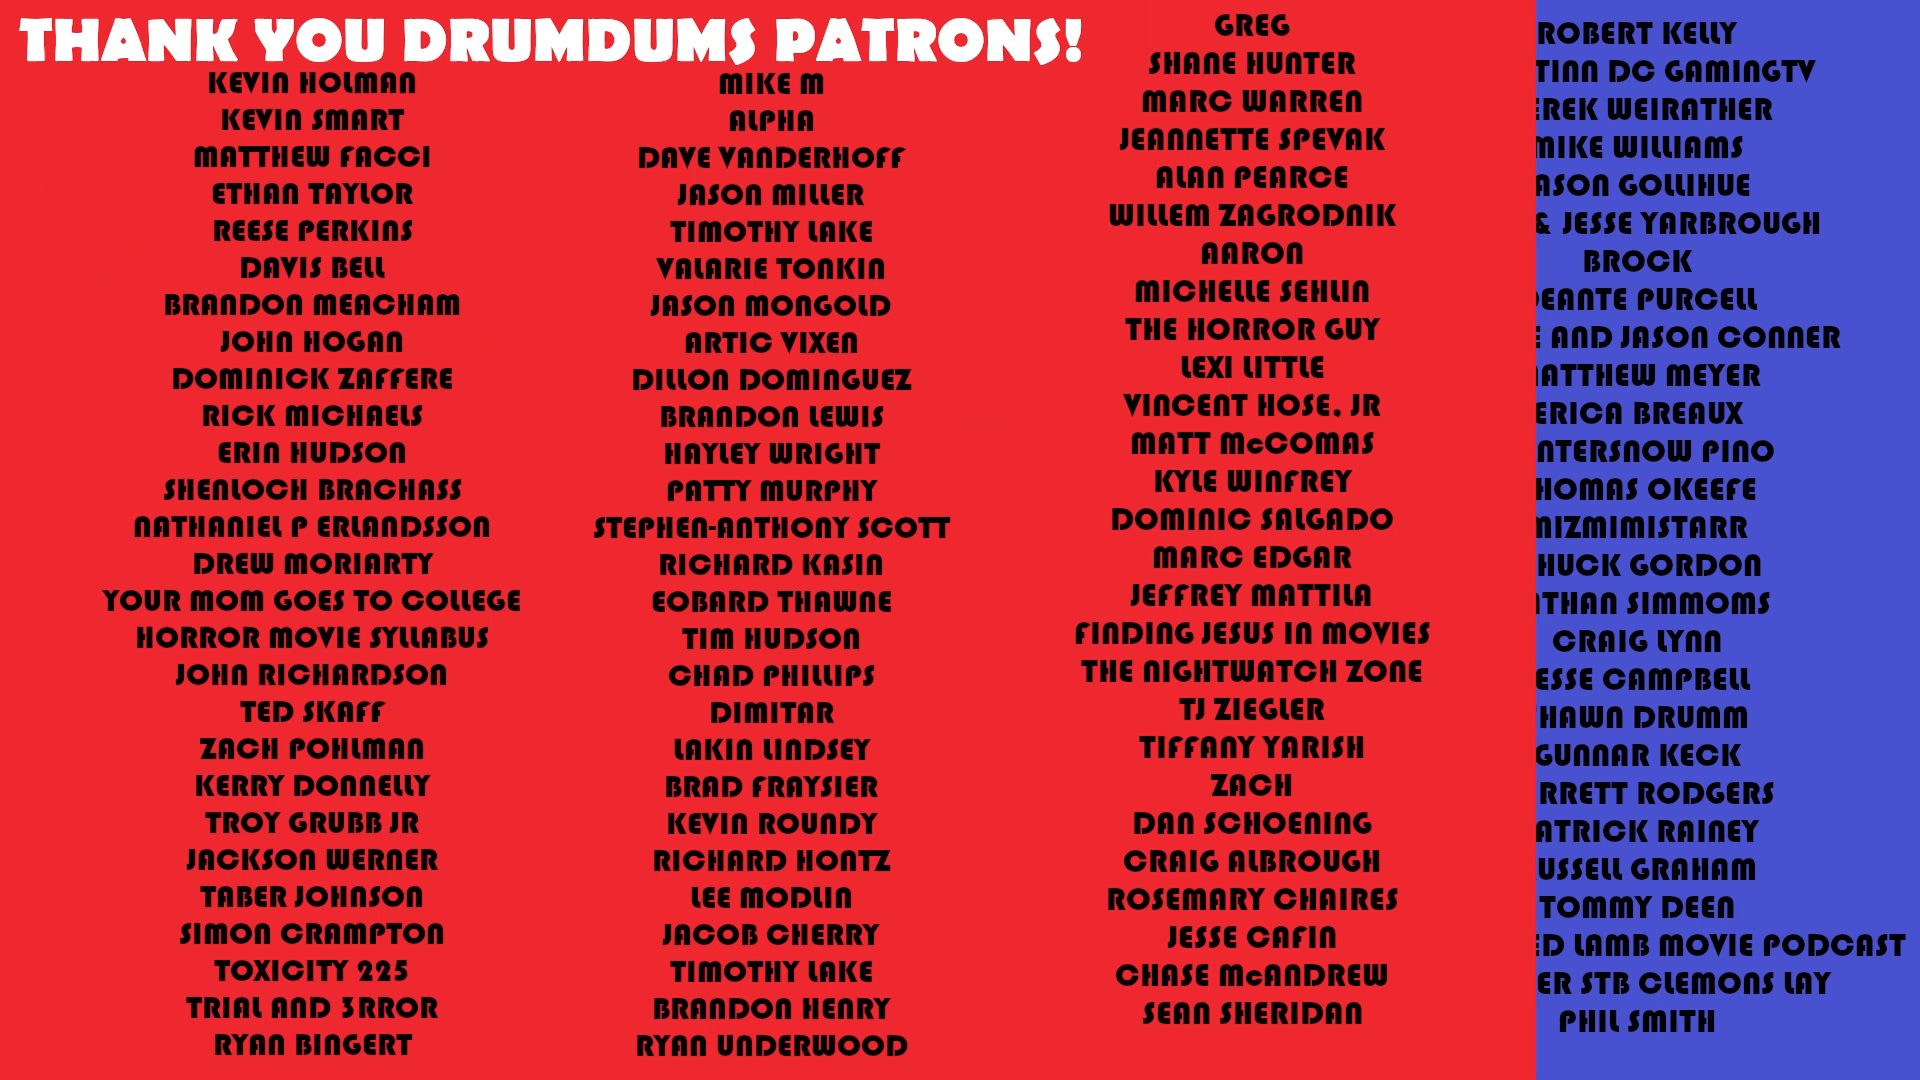 THANK YOU DRUMDUMS PATRONS!
KEVIN HOLMAN
KEVIN SMART
MATTHEW FACCI
ETHAN TAYLOR
REESE PERKINS
DAVIS BELL
BRANDON MEACHAM
JOHN HOGAN
DOMINICK ZAFFERE
RICK MICHAELS
ERIN HUDSON
SHENLOCH BRACHASS
NATHANIEL P ERLANDSSON
DREW MORIARTY
YOUR MOM GOES TO COLLEGE
HORROR MOVIE SYLLABUS
JOHN RICHARDSON
TED SKAFF
ZACH POHLMAN
KERRY DONNELLY
TROY GRUBB JR
JACKSON WERNER
TABER JOHNSON
SIMON CRAMPTON
TOXICITY 225
TRIAL AND 3RROR
RYAN BINGERT
MIKE M
ALPHA
DAVE VANDERHOFF
JASON MILLER
TIMOTHY LAKE
VALARIE TONKIN
JASON MONGOLD
ARTIC VIXEN
DILLON DOMINGUEZ
BRANDON LEWIS
HAYLEY WRIGHT
PATTY MURPHY
STEPHEN-ANTHONY SCOTT
RICHARD KASIN
EOBARD THAWNE
TIM HUDSON
CHAD PHILLIPS
DIMITAR
LAKIN LINDSEY
BRAD FRAYSIER
KEVIN ROUNDY
RICHARD HONTZ
LEE MODLIN
JACOB CHERRY
TIMOTHY LAKE
BRANDON HENRY
RYAN UNDERWOOD
GREG
SHANE HUNTER
MARC WARREN
JEANNETTE SPEVAK
ALAN PEARCE
WILLEM ZAGRODNIK
AARON
MICHELLE SEHLIN
THE HORROR GUY
LEXI LITTLE
VINCENT HOSE, JR
MATT McCOMAS
KYLE WINFREY
DOMINIC SALGADO
MARC EDGAR
JEFFREY MATTILA
FINDING JESUS IN MOVIES
THE NIGHTWATCH ZONE
TJ ZIEGLER
TIFFANY YARISH
ZACH
DAN SCHOENING
CRAIG ALBROUGH
ROSEMARY CHAIRES
JESSE CAFIN
CHASE McANDREW
SEAN SHERIDAN
ROBERT KELLY
TINN DC GAMINGTV
EREK WEIRATHER
MIKE WILLIAMS
ASON GOLLIHUE
& JESSE YARBROUGH
BROCK
DEANTE PURCELL
E AND JASON CONNER
MATTHEW MEYER
ERICA BREAUX
NTERSNOW PINO
HOMAS OKEEFE
MIZMIMISTARR
HUCK GORDON
ATHAN SIMMOMS
CRAIG LYNN
ESSE CAMPBELL
HAWN DRUMM
GUNNAR KECK
RRETT RODGERS
ATRICK RAINEY
USSELL GRAHAM
TOMMY DEEN
ED LAMB MOVIE PODCAST
ER STB CLEMONS LAY
PHIL SMITH